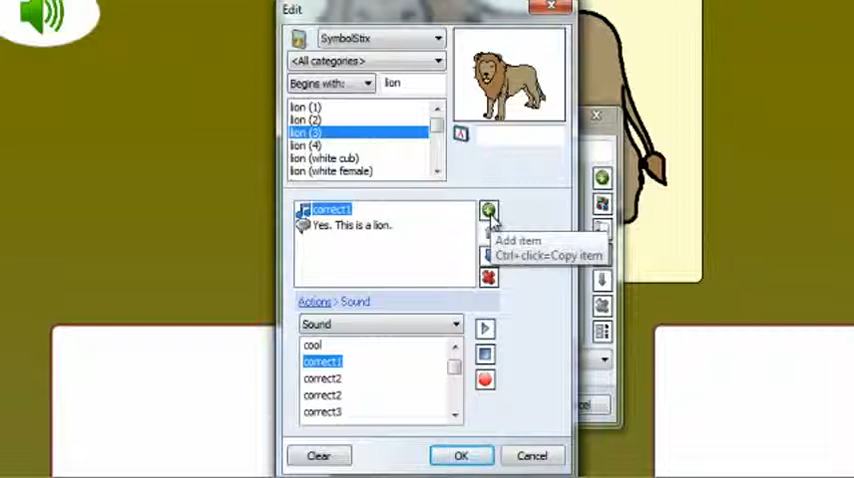 Edit
SymbolStix
<All categories>
Begins with:...
lion
lion (1)
lion (2)
lion (3)
lion (4)
lion (white cub)
lion (white female)
A
correct1
Yes. This is a lion.
Add item
Ctrl+click=Copy item
Actions > Sound
Sound
cool
correct1
correct2
correct2
correct3
Clear
OK
Cancel